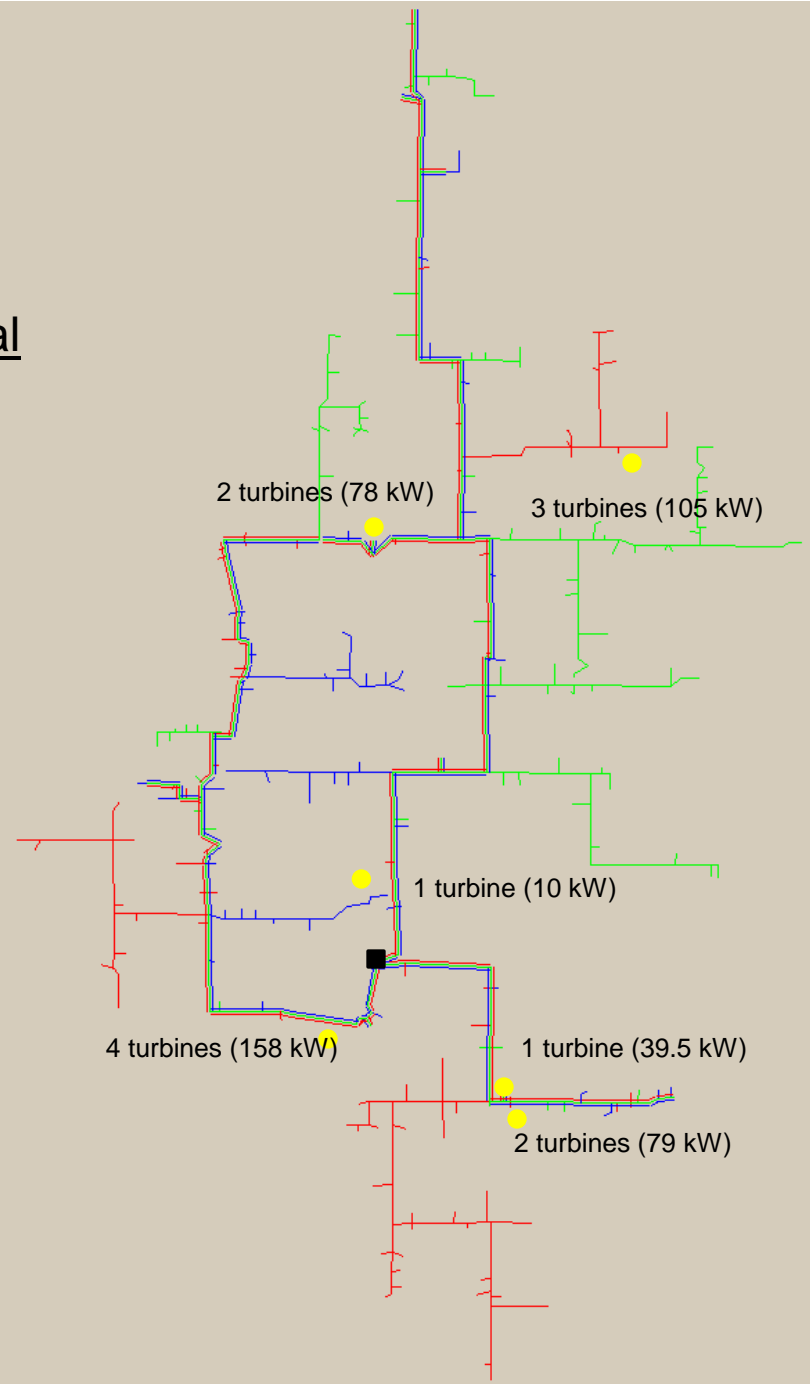 al
2 turbines (78 kW)
3 turbines (105 kW)
1 turbine (10 kW)
4 turbines (158 kW)
1 turbine (39.5 kW)
2 turbines (79 kW)